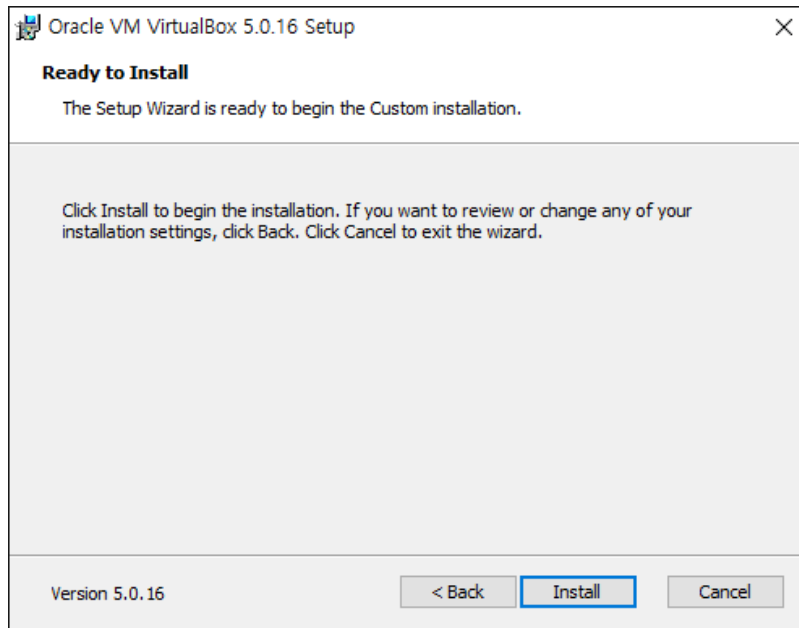 Oracle VM VirtualBox 5.0.16 Setup
Ready to Install
The Setup Wizard is ready to begin the Custom installation.
Click Install to begin the installation. If you want to review or change any of your
installation settings, click Back. Click Cancel to exit the wizard.
Version 5.0.16
< Back
Install
Cancel